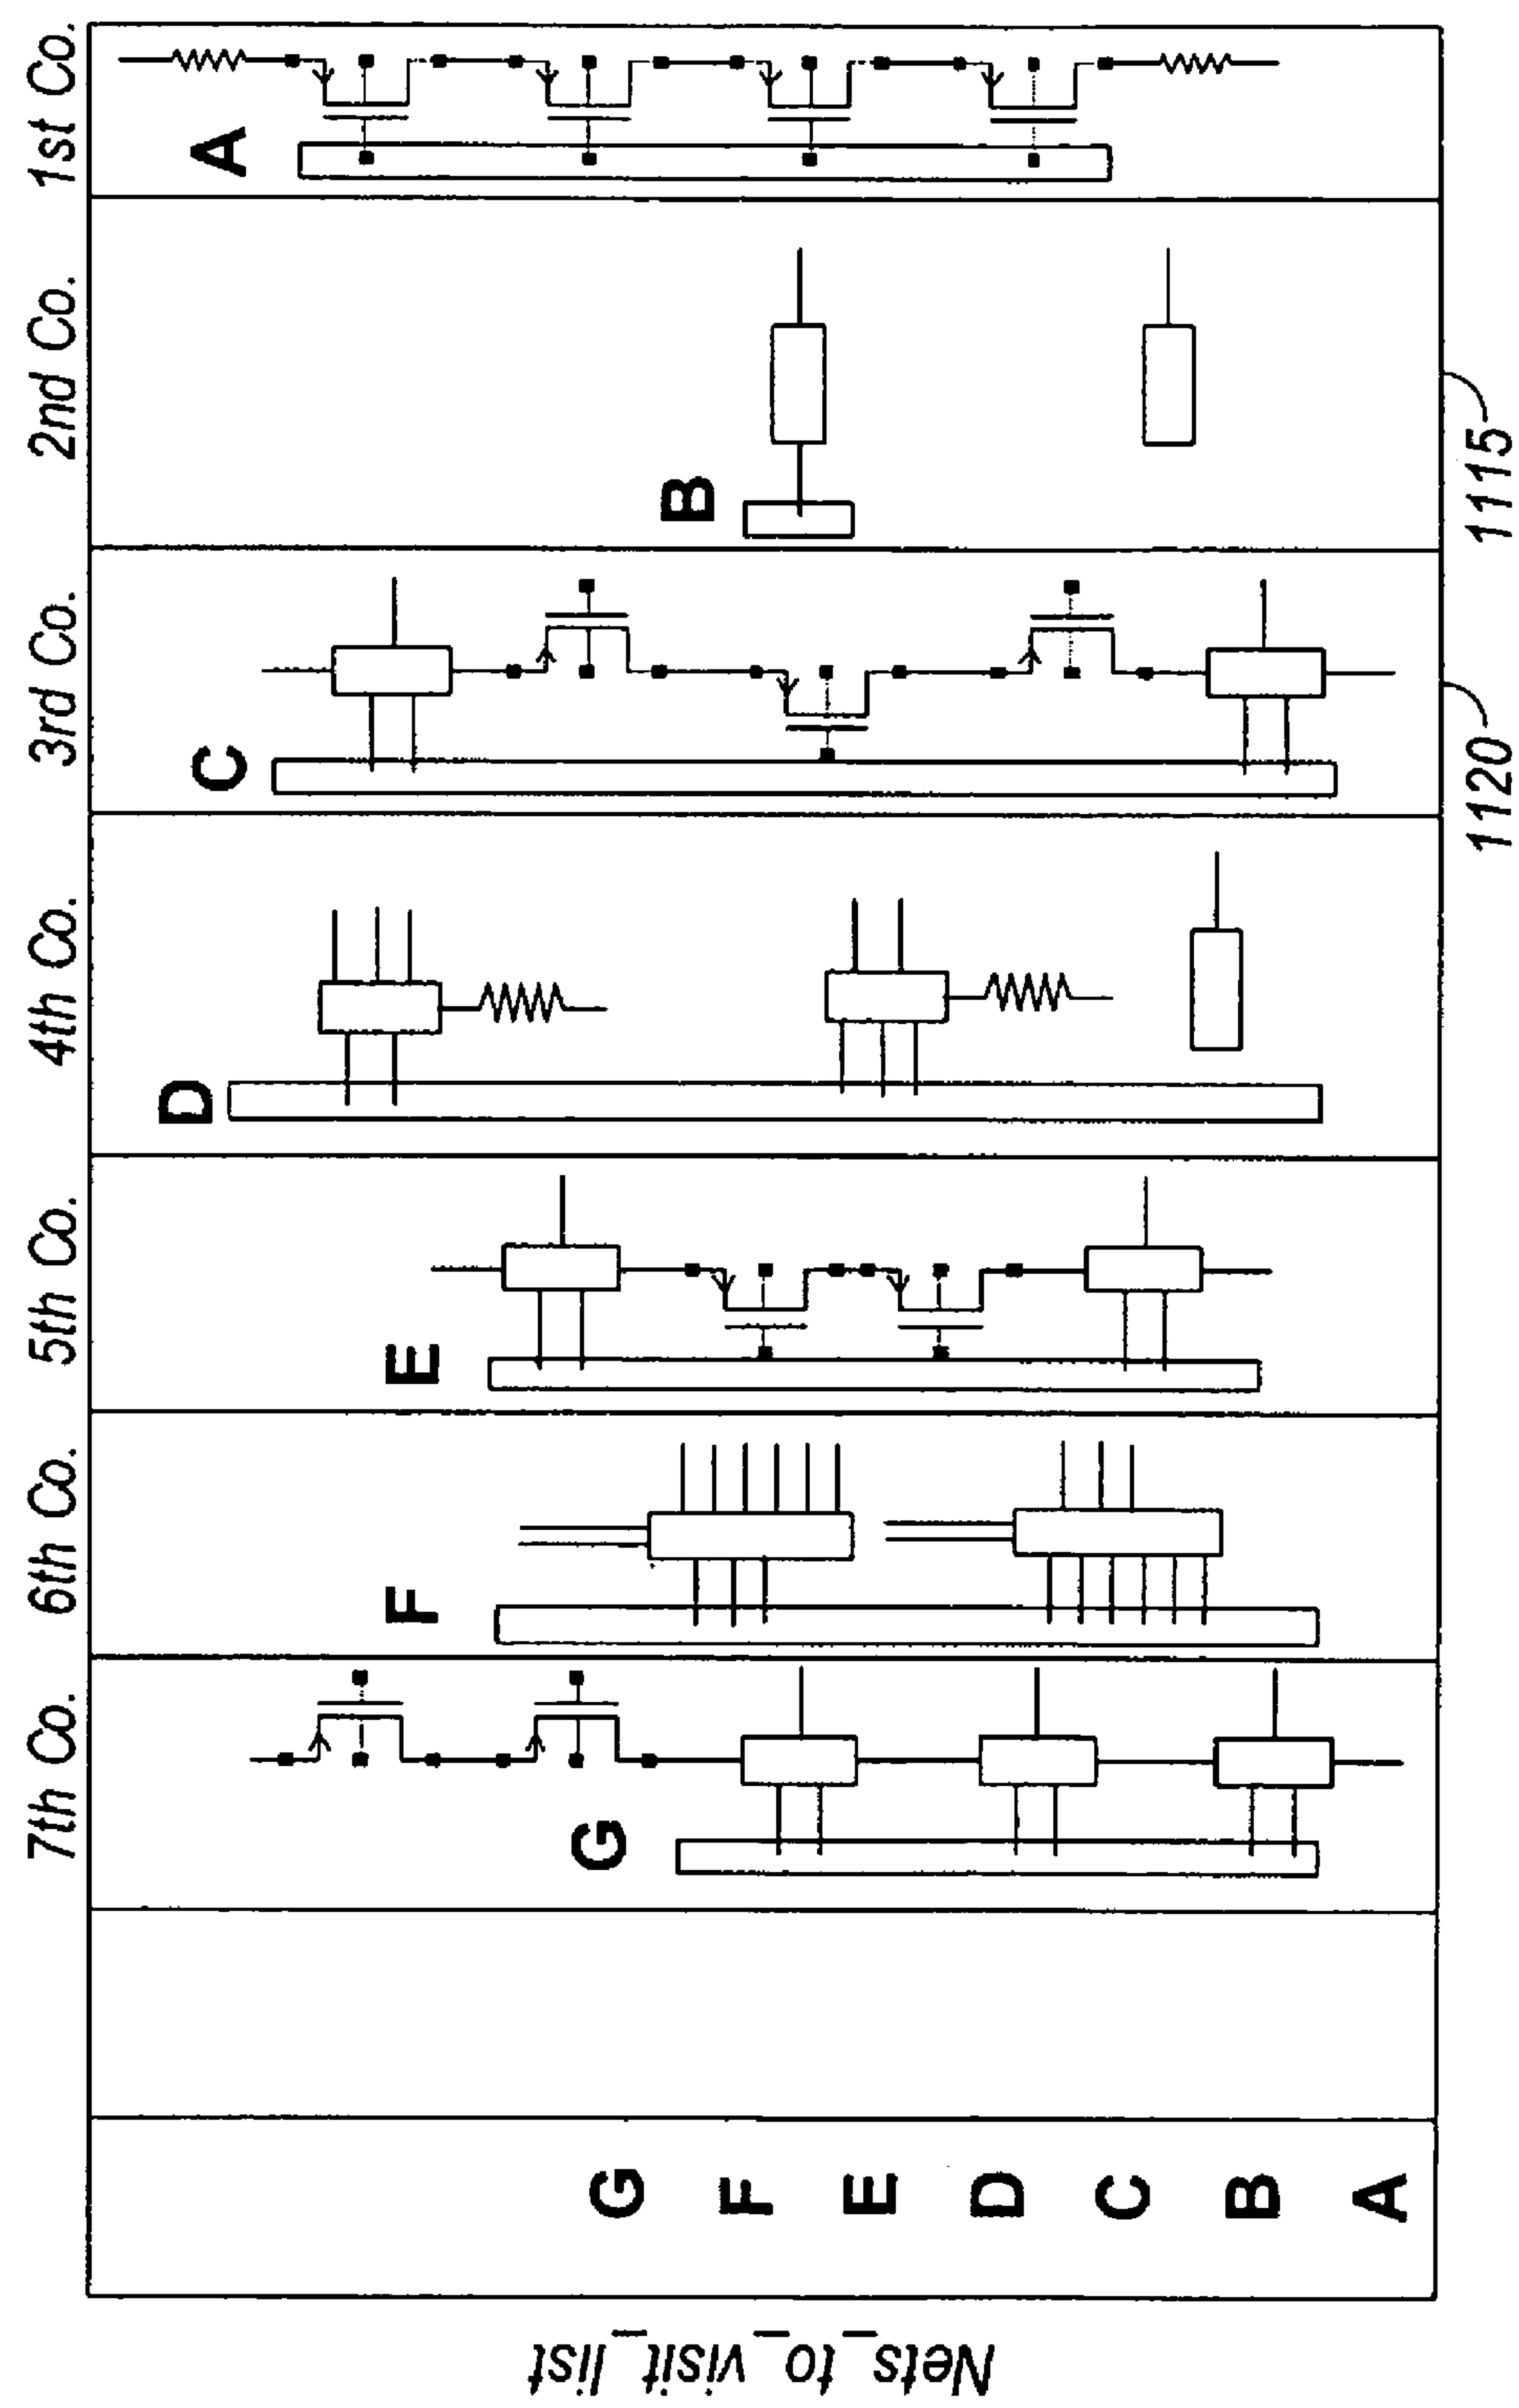 7th Co.
6th Co.
5th Co.
4th Co.
3rd Co.
2nd Co.
1st Co.
G
F
E
D
C
B
A
G
F
E
D
C
B
A
1120
1115
Nets_to_visit_list